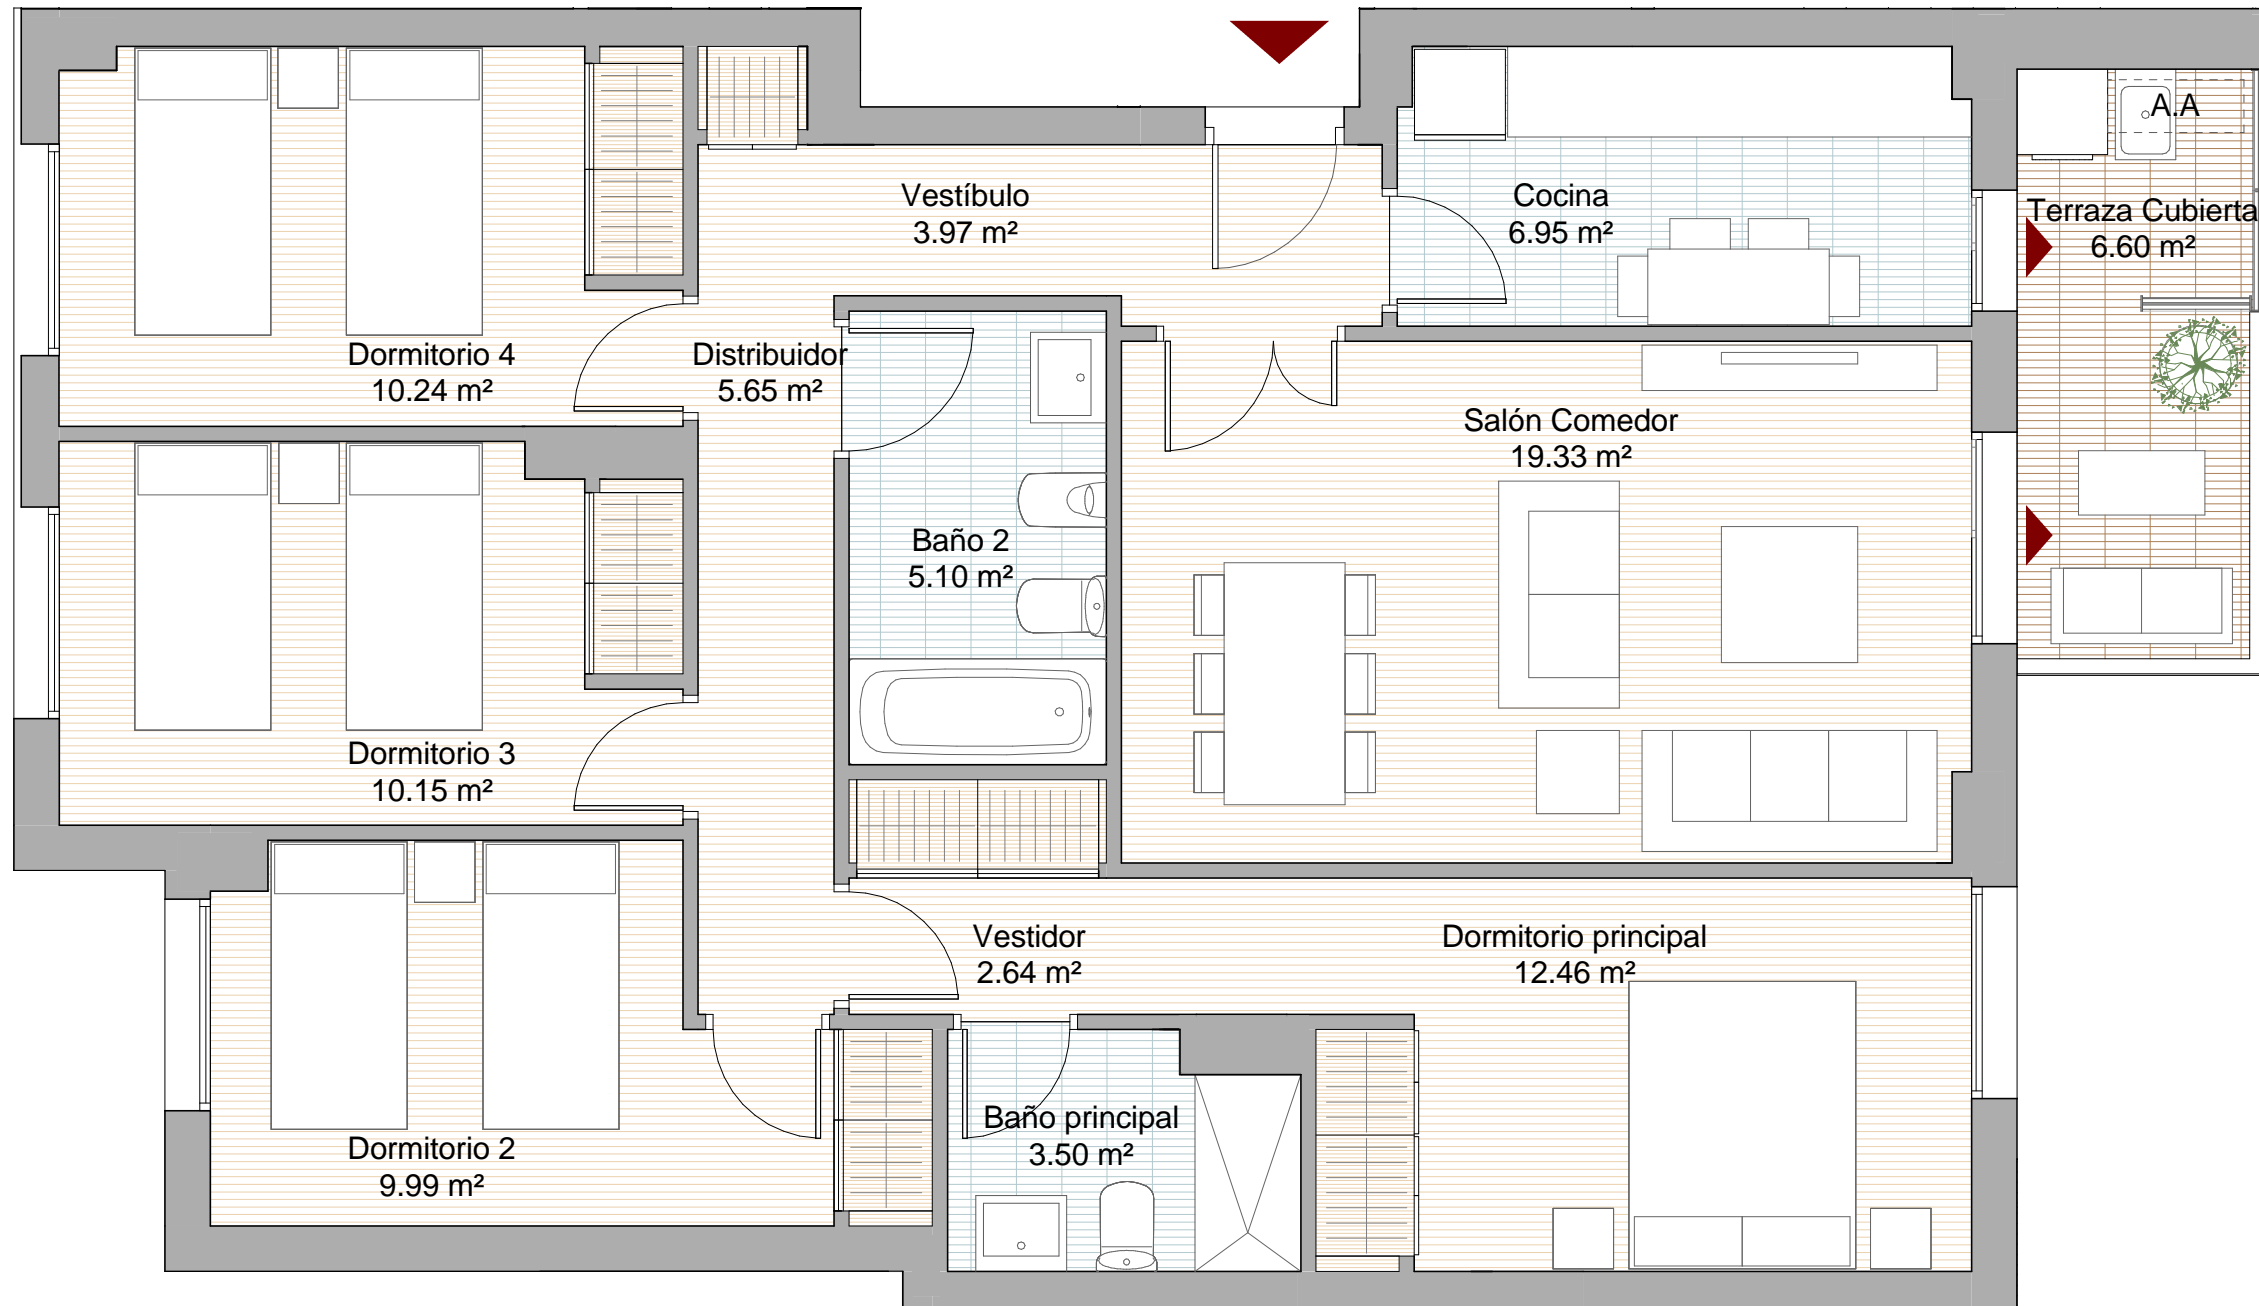 A.A
Vestíbulo
3.97 m²
Cocina
6.95 m²
Terraza Cubierta
6.60 m²
Dormitorio 4
10.24 m²
Distribuidor
5.65 m²
Salón Comedor
19.33 m²
Baño 2
5.10 m²
Dormitorio 3
10.15 m²
Vestidor
2.64 m²
Dormitorio principal
12.46 m²
Baño principal
3.50 m²
Dormitorio 2
9.99 m²